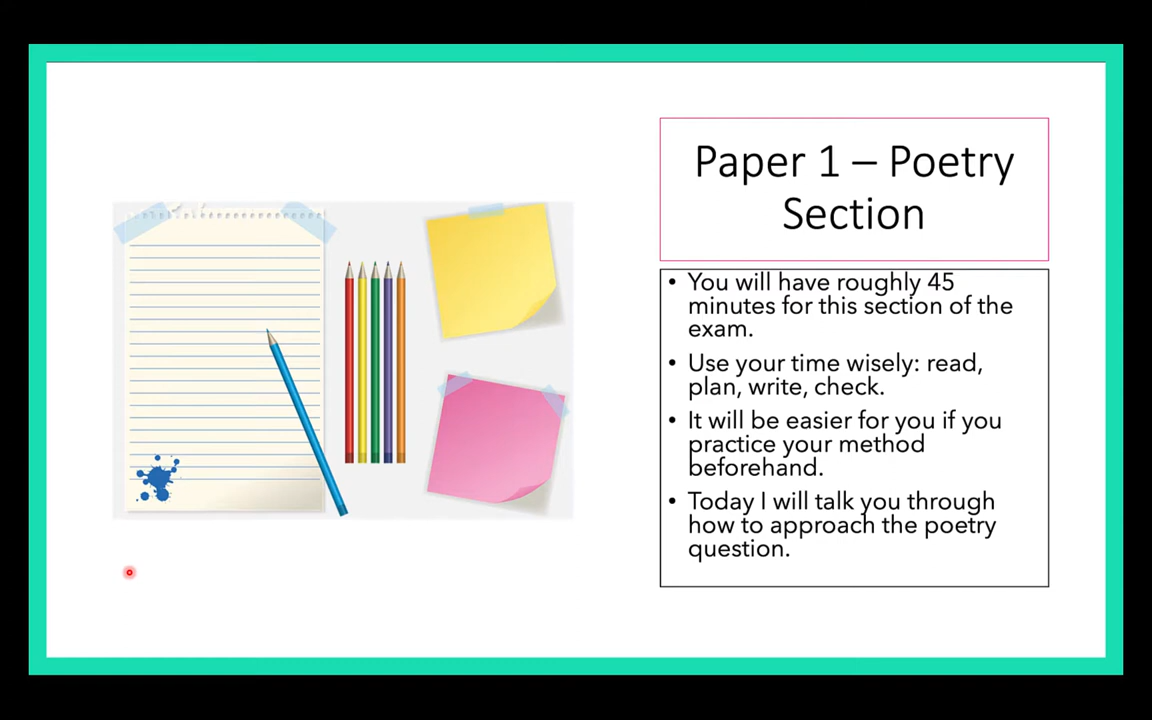 Paper 1 – Poetry
Section
• You will have roughly 45
minutes for this section of the
exam.
• Use your time wisely: read,
plan, write, check.
• It will be easier for you if you
practice your method
beforehand.
• Today I will talk you through
how to approach the poetry
question.